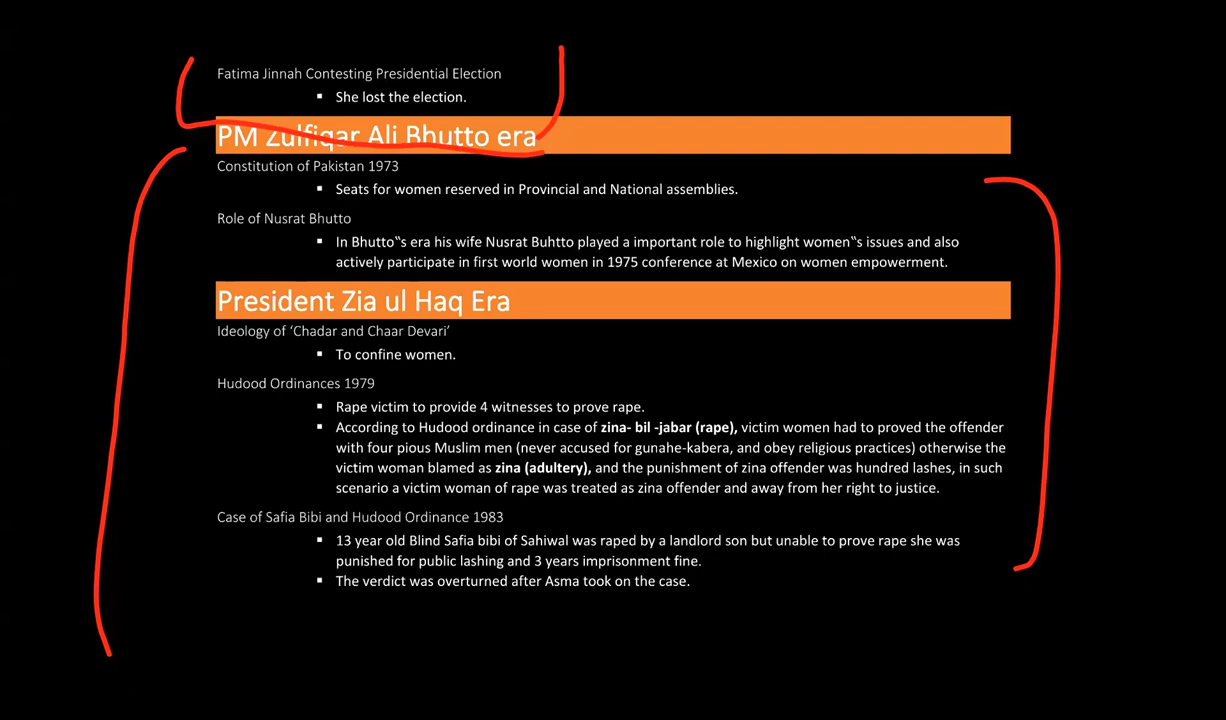 Fatima Jinnah Contesting Presidential Election
▪ She lost the election.
PM Zulfiqar Ali Bhutto era
Constitution of Pakistan 1973
▪ Seats for women reserved in Provincial and National assemblies.
Role of Nusrat Bhutto
▪ In Bhutto‟s era his wife Nusrat Buhtto played a important role to highlight women‟s issues and also
actively participate in first world women in 1975 conference at Mexico on women empowerment.
President Zia ul Haq Era
Ideology of ‘Chadar and Chaar Devari’
▪ To confine women.
Hudood Ordinances 1979
▪ Rape victim to provide 4 witnesses to prove rape.
▪ According to Hudood ordinance in case of zina- bil -jabar (rape), victim women had to proved the offender
with four pious Muslim men (never accused for gunahe-kabera, and obey religious practices) otherwise the
victim woman blamed as zina (adultery), and the punishment of zina offender was hundred lashes, in such
scenario a victim woman of rape was treated as zina offender and away from her right to justice.
Case of Safia Bibi and Hudood Ordinance 1983
▪ 13 year old Blind Safia bibi of Sahiwal was raped by a landlord son but unable to prove rape she was
punished for public lashing and 3 years imprisonment fine.
▪ The verdict was overturned after Asma took on the case.